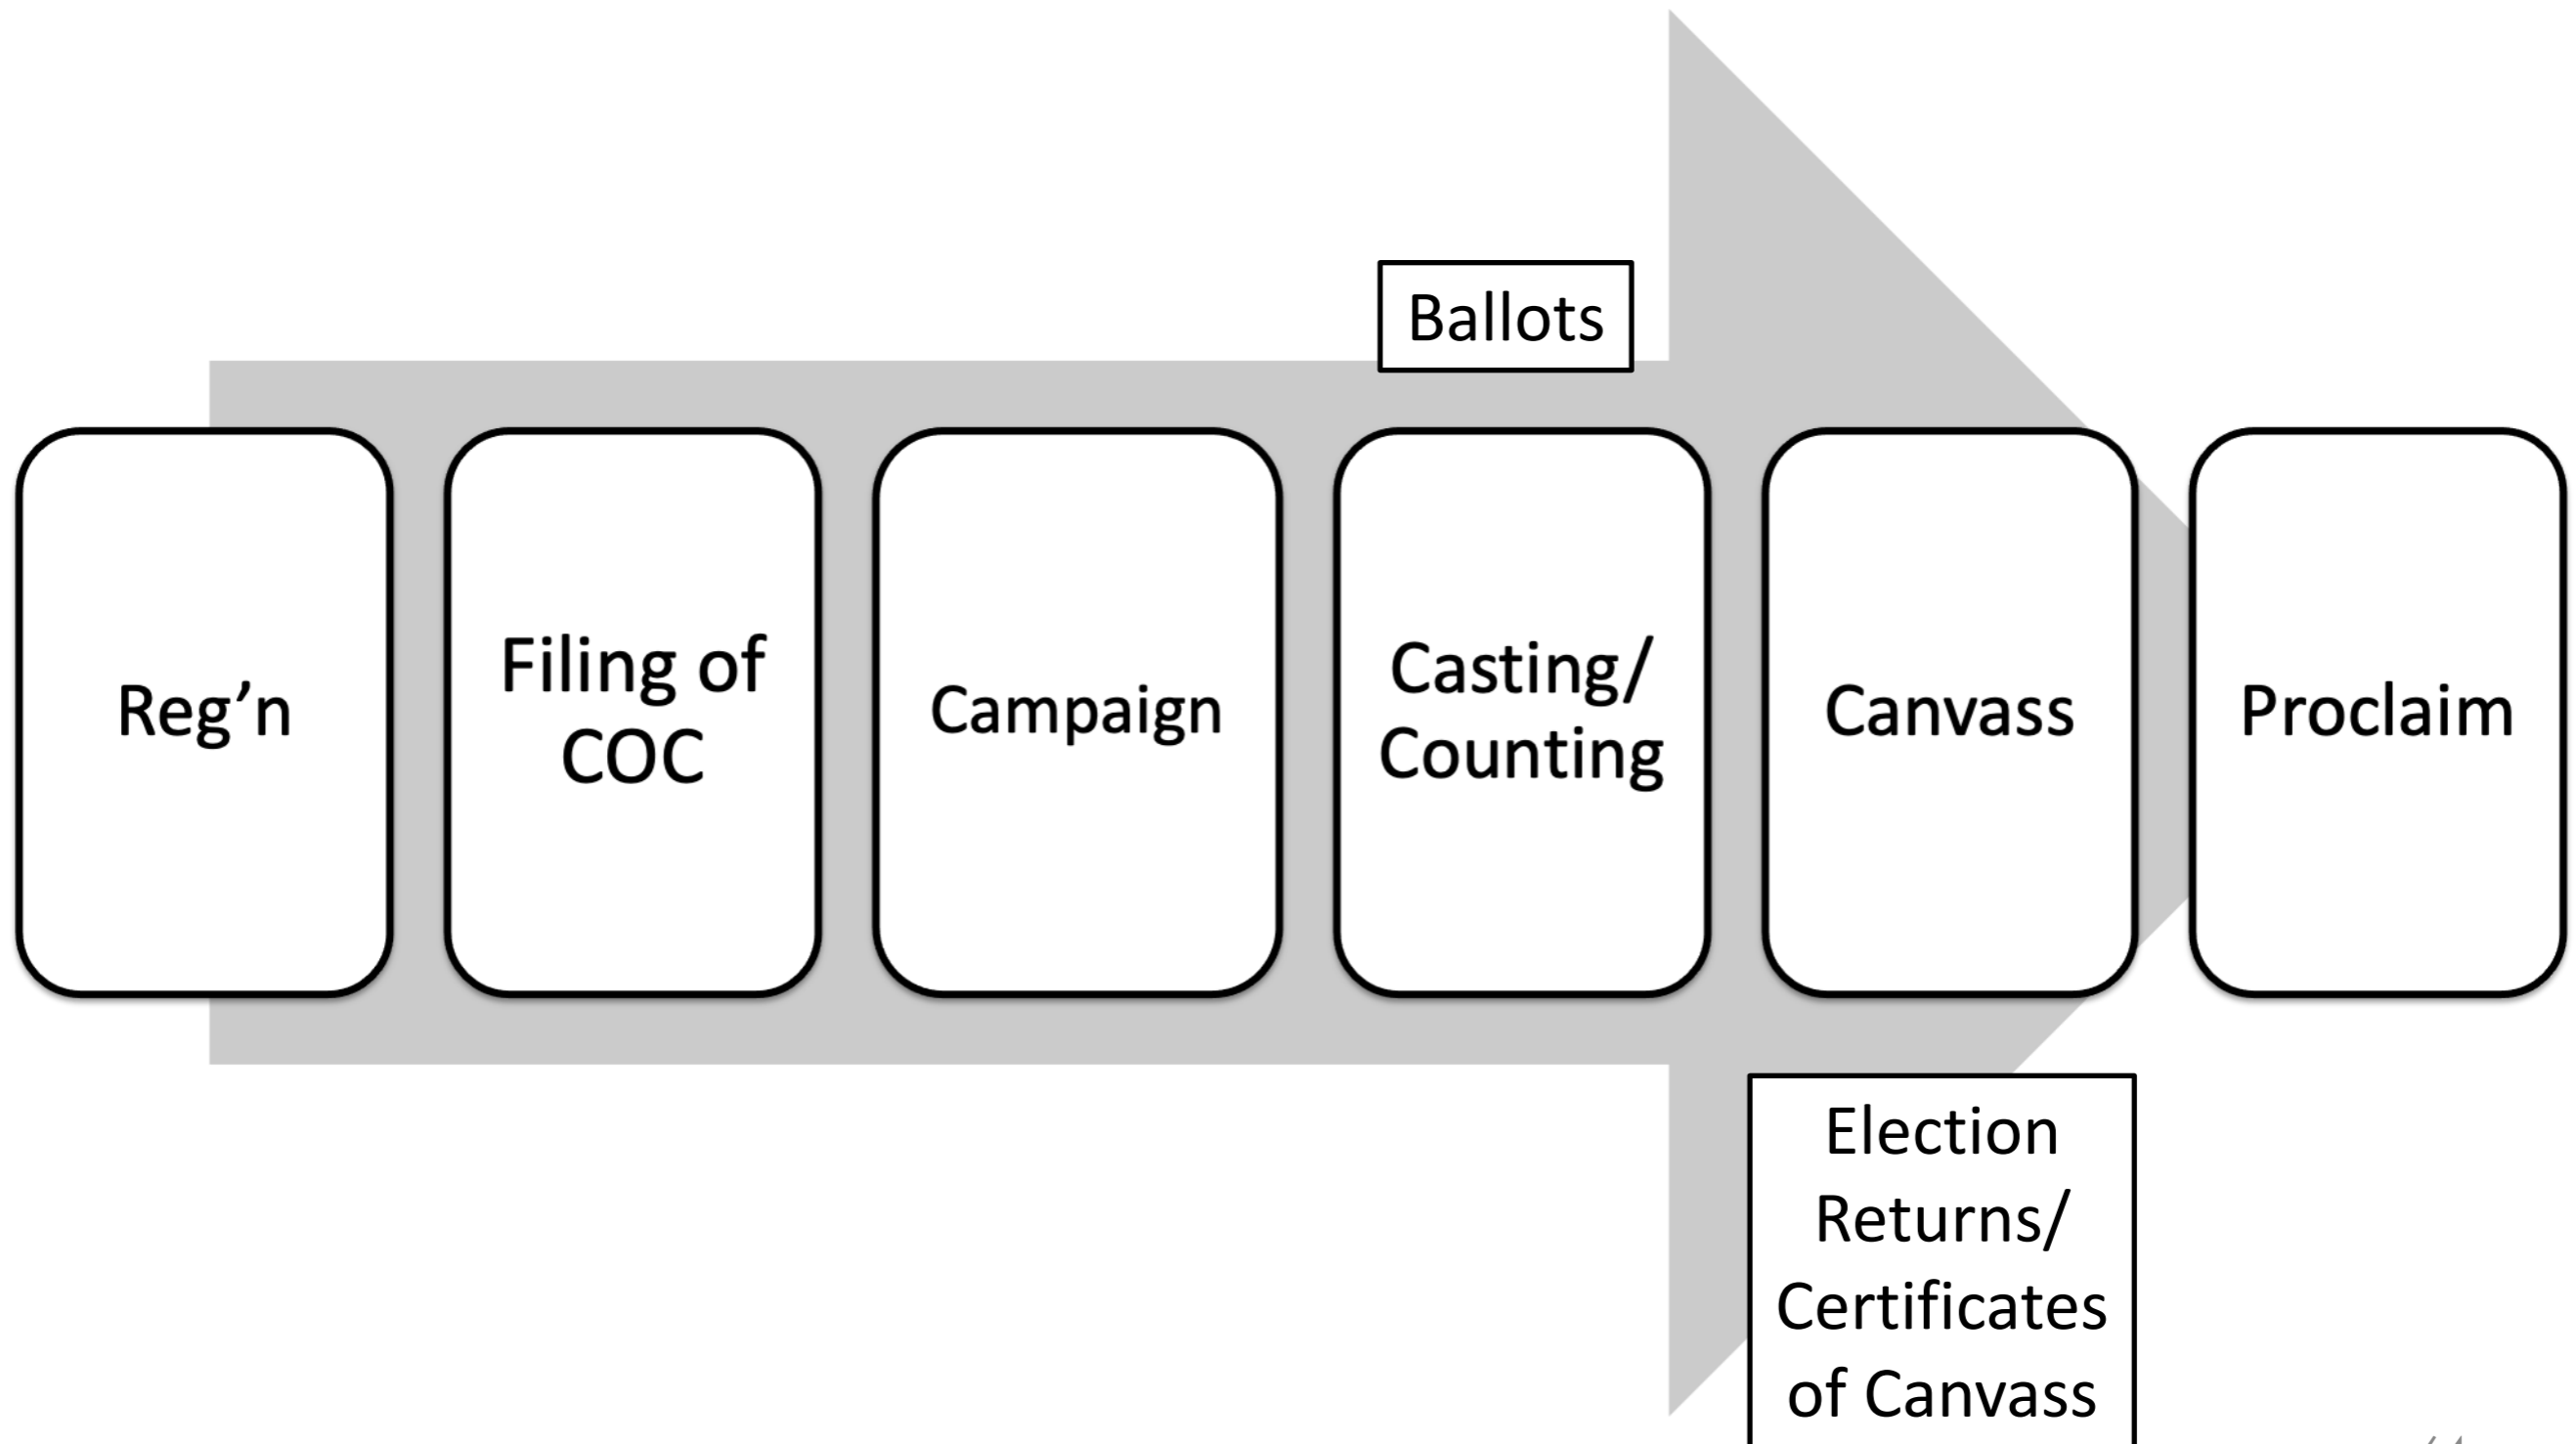 Ballots
Reg’n
Filing of
COC
Campaign
Casting/
Counting
Canvass
Proclaim
Election
Returns/
Certificates
of Canvass